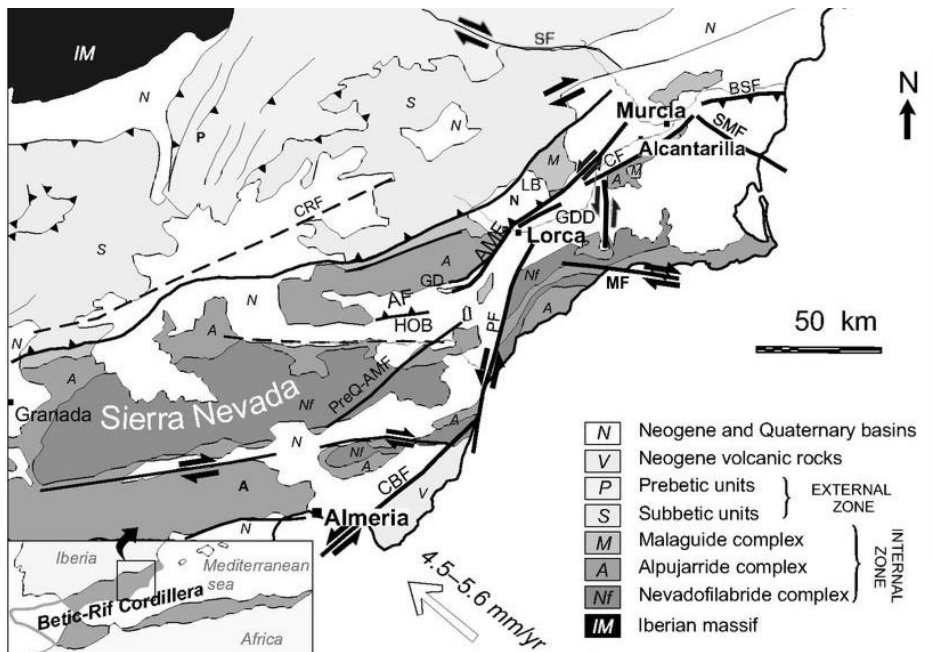 IM
SF
N
N
N
BSF
N
S
Murcia
SMF
P
N
M
CF
Alcantarilla
M
A
LB
N
CRF
GDD
Lorca
S
AMF
A
GD
Nf
MF
N
AF
HOB
PF
A
50 km
N
A
A
PreQ-AMF
Granada
Sierra Nevada
Nf
A
N
Nf
A
CBF
A
V
Almeria
N
4.5–5.6 mm/yr
N Neogene and Quaternary basins
V Neogene volcanic rocks
P Prebetic units
S Subbetic units
EXTERNAL
ZONE
M Malaguide complex
A Alpujarride complex
Nf Nevadofilabride complex
INTERNAL
ZONE
IM Iberian massif
Iberia
Mediterranean
sea
Betic-Rif Cordillera
Africa